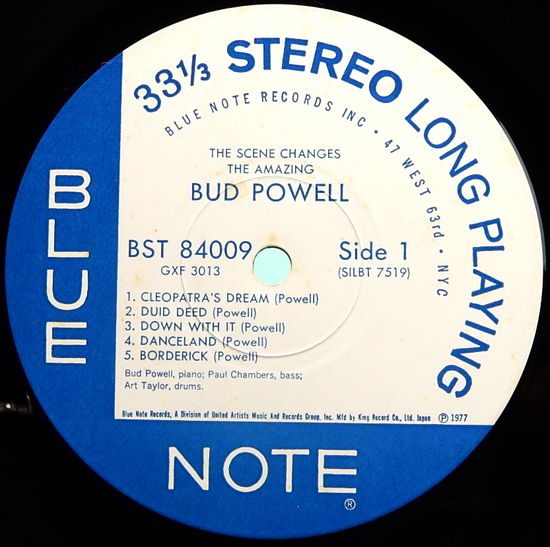 33⅓ STEREO LONG PLAYING
BLUE NOTE RECORDS INC · 47 WEST 63rd · NYC
THE SCENE CHANGES
THE AMAZING
BUD POWELL
BST 84009
GXF 3013
Side 1
(SILBT 7519)
1. CLEOPATRA'S DREAM (Powell)
2. DUID DEED (Powell)
3. DOWN WITH IT (Powell)
4. DANCELAND (Powell)
5. BORDERICK (Powell)
Bud Powell, piano; Paul Chambers, bass;
Art Taylor, drums.
Blue Note Records, A Division of United Artists Music And Records Group, Inc. Mfd by King Record Co., Ltd. Japan ℗ 1977
BLUE
NOTE
®